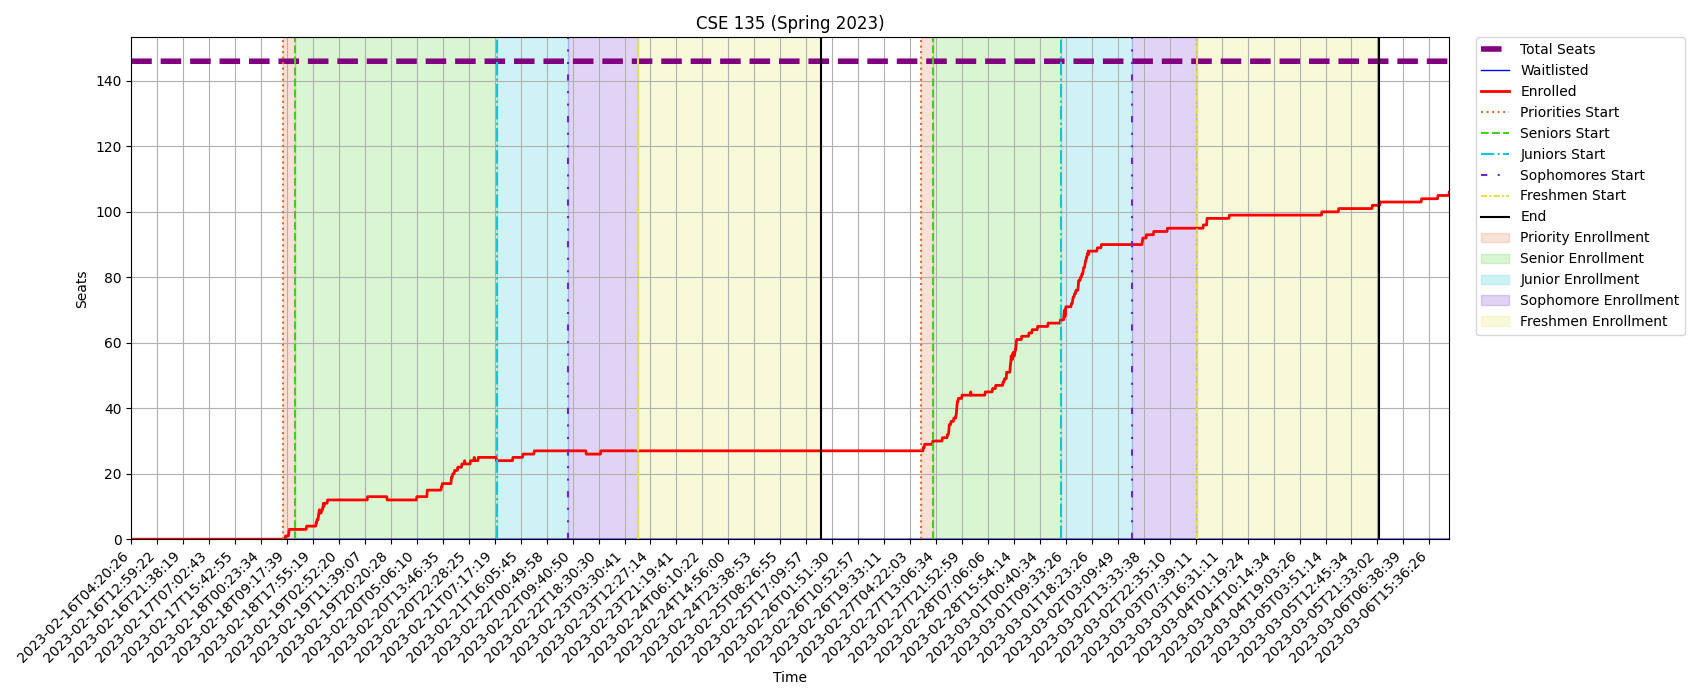 CSE 135 (Spring 2023)
Seats
140
120
100
80
60
40
20
0
2023-02-16T04:20:26
2023-02-16T12:59:22
2023-02-16T21:38:19
2023-02-17T07:02:43
2023-02-17T15:42:55
2023-02-18T00:23:34
2023-02-18T09:17:39
2023-02-18T17:55:19
2023-02-19T02:52:20
2023-02-19T11:39:07
2023-02-19T20:20:28
2023-02-20T05:06:10
2023-02-20T13:46:35
2023-02-20T22:28:25
2023-02-21T07:17:19
2023-02-21T16:05:45
2023-02-22T00:49:58
2023-02-22T09:40:50
2023-02-22T18:30:30
2023-02-23T03:30:41
2023-02-23T12:27:14
2023-02-23T21:19:41
2023-02-24T06:10:22
2023-02-24T14:56:00
2023-02-24T23:38:53
2023-02-25T08:26:55
2023-02-25T17:09:57
2023-02-26T01:51:30
2023-02-26T10:52:57
2023-02-26T19:33:11
2023-02-27T04:22:03
2023-02-27T13:06:34
2023-02-27T21:52:59
2023-02-28T07:06:06
2023-02-28T15:54:14
2023-03-01T00:40:34
2023-03-01T09:33:26
2023-03-01T18:23:26
2023-03-02T03:09:49
2023-03-02T13:33:38
2023-03-02T22:35:10
2023-03-03T07:39:11
2023-03-03T16:31:11
2023-03-04T01:19:24
2023-03-04T10:14:34
2023-03-04T19:03:26
2023-03-05T03:51:14
2023-03-05T12:45:34
2023-03-05T21:33:02
2023-03-06T06:38:39
2023-03-06T15:36:26
Time
Total Seats
Waitlisted
Enrolled
Priorities Start
Seniors Start
Juniors Start
Sophomores Start
Freshmen Start
End
Priority Enrollment
Senior Enrollment
Junior Enrollment
Sophomore Enrollment
Freshmen Enrollment